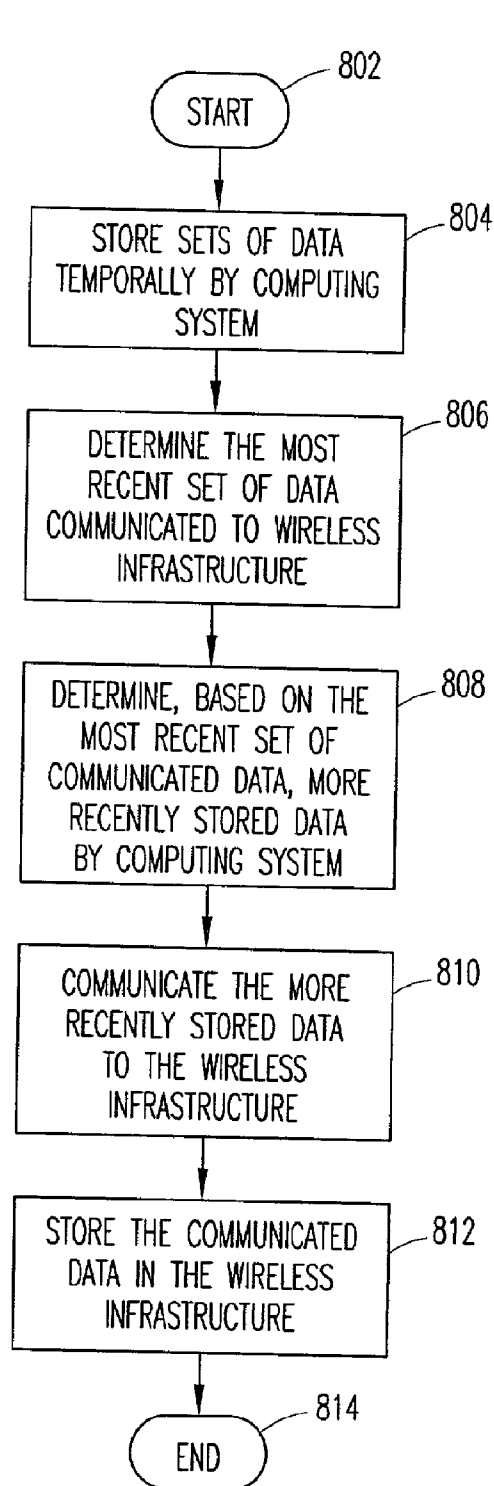 802
START
804
STORE SETS OF DATA
TEMPORALLY BY COMPUTING
SYSTEM
806
DETERMINE THE MOST
RECENT SET OF DATA
COMMUNICATED TO WIRELESS
INFRASTRUCTURE
808
DETERMINE, BASED ON THE
MOST RECENT SET OF
COMMUNICATED DATA, MORE
RECENTLY STORED DATA
BY COMPUTING SYSTEM
810
COMMUNICATE THE MORE
RECENTLY STORED DATA
TO THE WIRELESS
INFRASTRUCTURE
812
STORE THE COMMUNICATED
DATA IN THE WIRELESS
INFRASTRUCTURE
814
END